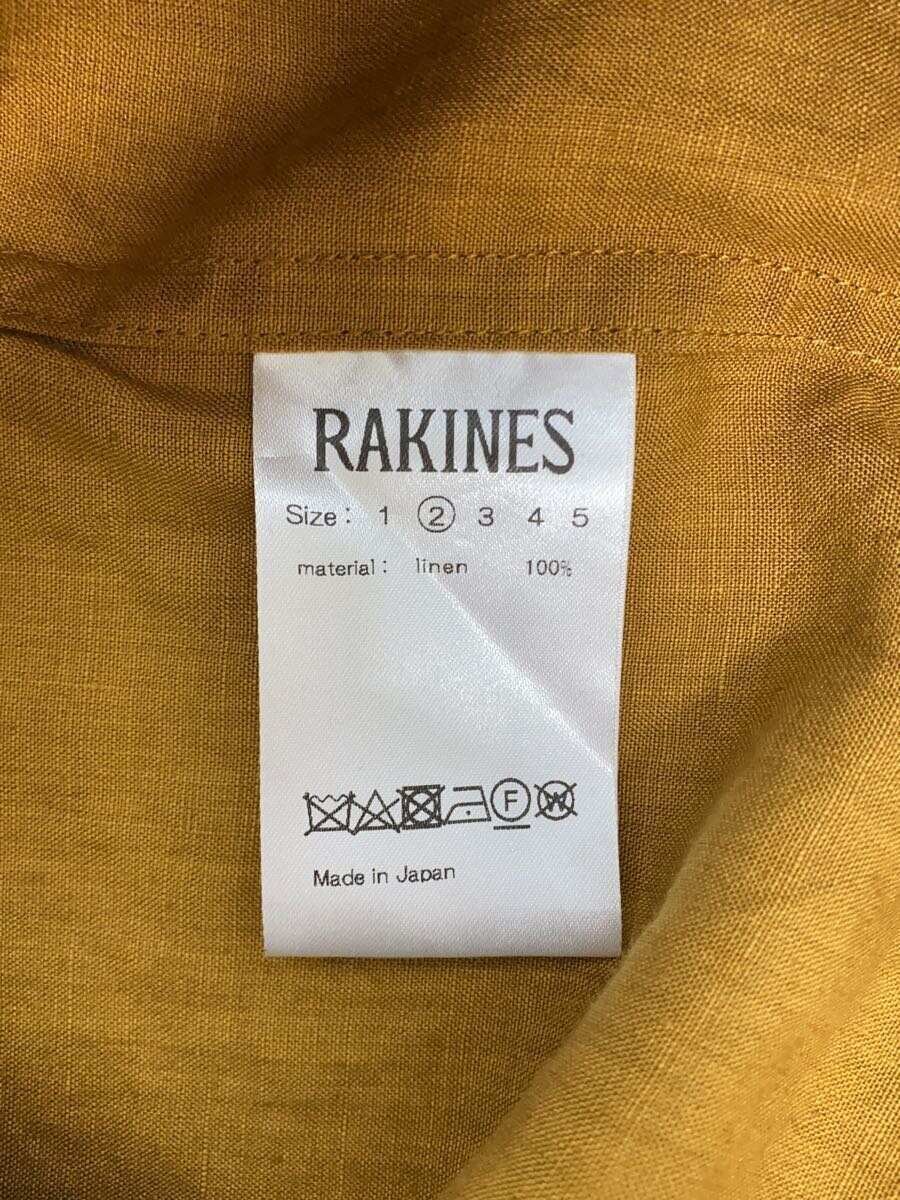 RAKINES
Size: 1 2 3 4 5
material: linen 100%
F W
Made in Japan